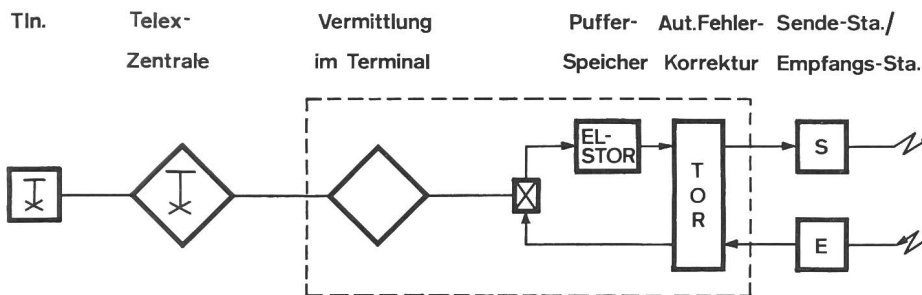 Tln.
Telex-
Zentrale
Vermittlung
im Terminal
Puffer-
Speicher
Aut.Fehler-
Korrektur
Sende-Sta./
Empfangs-Sta.
EL-
STOR
T
O
R
S
E